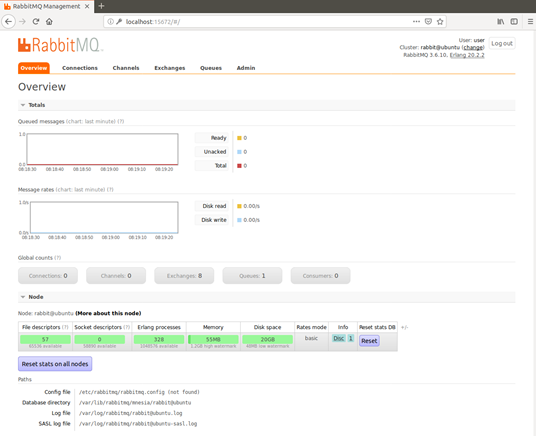 RabbitMQ Management
localhost:15672/#/
RabbitMQ
User: user
Cluster: rabbit@ubuntu (change)
RabbitMQ 3.6.10, Erlang 20.2.2
Log out
Overview Connections Channels Exchanges Queues Admin
Overview
Totals
Queued messages (chart: last minute) (?)
1.0
0.0
08:18:30 08:18:40 08:18:50 08:19:00 08:19:10 08:19:20
Ready 0
Unacked 0
Total 0
Message rates (chart: last minute) (?)
1.0/s
0.0/s
08:18:30 08:18:40 08:18:50 08:19:00 08:19:10 08:19:20
Disk read 0.00/s
Disk write 0.00/s
Global counts (?)
Connections: 0 Channels: 0 Exchanges: 8 Queues: 1 Consumers: 0
Node
Node: rabbit@ubuntu (More about this node)
File descriptors (?) Socket descriptors (?) Erlang processes Memory Disk space Rates mode Info Reset stats DB +/-
57 0 328 55MB 20GB basic Disc 1 Reset
65536 available 58890 available 1048576 available 1.2GB high watermark 48MB low watermark
Reset stats on all nodes
Paths
Config file /etc/rabbitmq/rabbitmq.config (not found)
Database directory /var/lib/rabbitmq/mnesia/rabbit@ubuntu
Log file /var/log/rabbitmq/rabbit@ubuntu.log
SASL log file /var/log/rabbitmq/rabbit@ubuntu-sasl.log